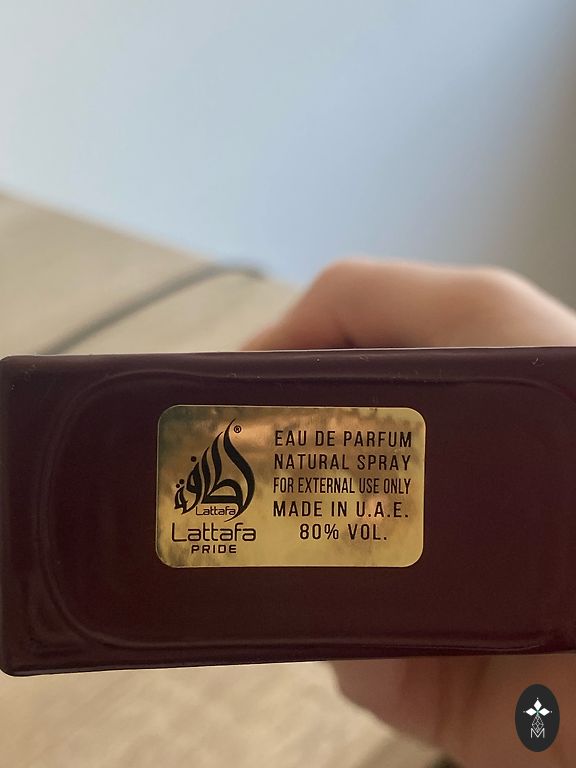 لطافة®
Lattafa
Lattafa
PRIDE
EAU DE PARFUM
NATURAL SPRAY
FOR EXTERNAL USE ONLY
MADE IN U.A.E.
80% VOL.
M